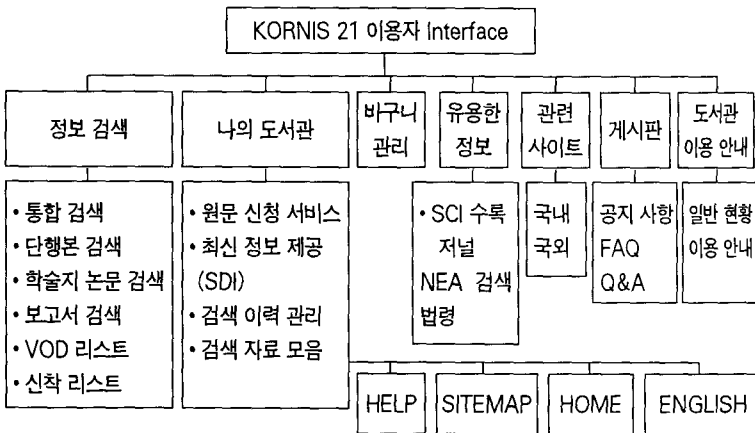 KORNIS 21 이용자 Interface
정보 검색
나의 도서관
바구니
관리
유용한
정보
관련
사이트
게시판
도서관
이용 안내
• 통합 검색
• 단행본 검색
• 학술지 논문 검색
• 보고서 검색
• VOD 리스트
• 신착 리스트
• 원문 신청 서비스
• 최신 정보 제공
(SDI)
• 검색 이력 관리
• 검색 자료 모음
• SCI 수록
저널
NEA 검색
법령
국내
국외
공지 사항
FAQ
Q&A
일반 현황
이용 안내
HELP
SITEMAP
HOME
ENGLISH